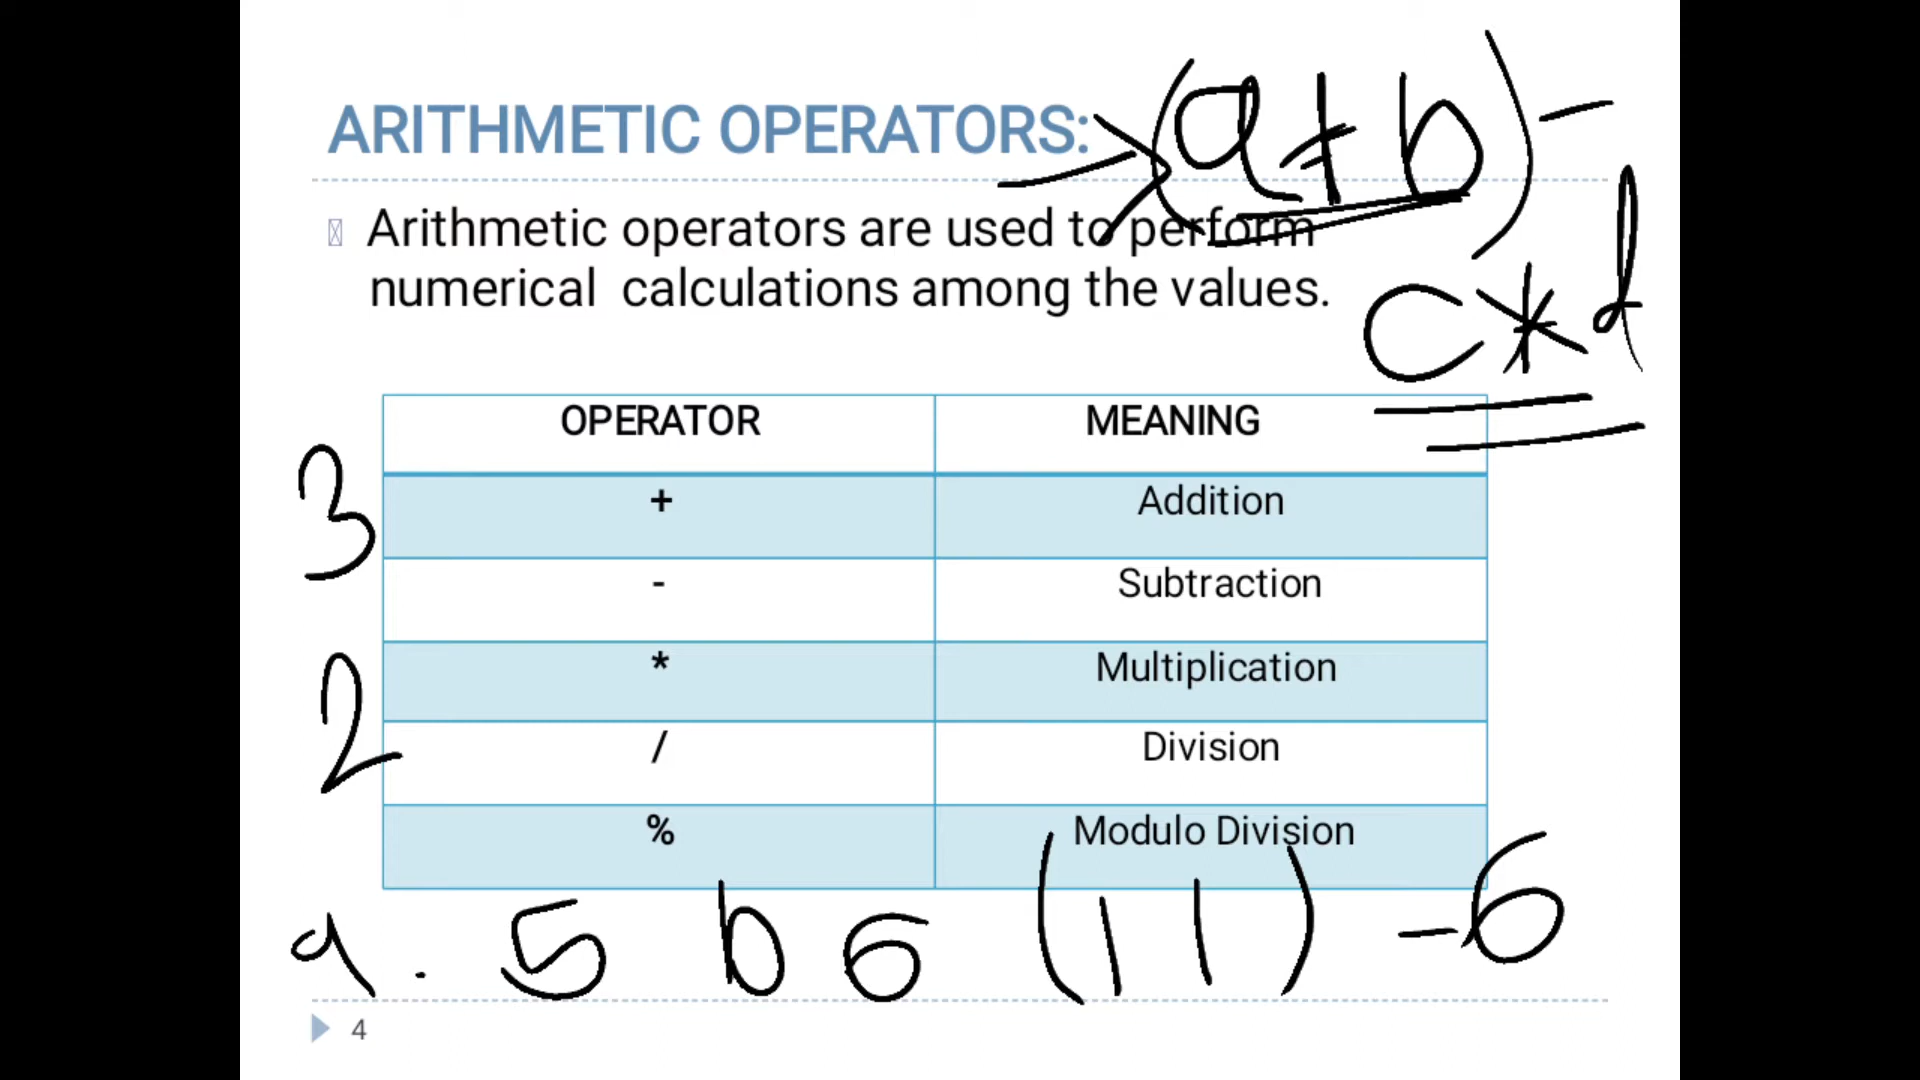 ARITHMETIC OPERATORS: (a+b) -
Arithmetic operators are used to perform
numerical calculations among the values.
c*d
OPERATOR MEANING
3
+ Addition
- Subtraction
* Multiplication
2
/ Division
% Modulo Division
a. 5 b 6 (11) -6
4